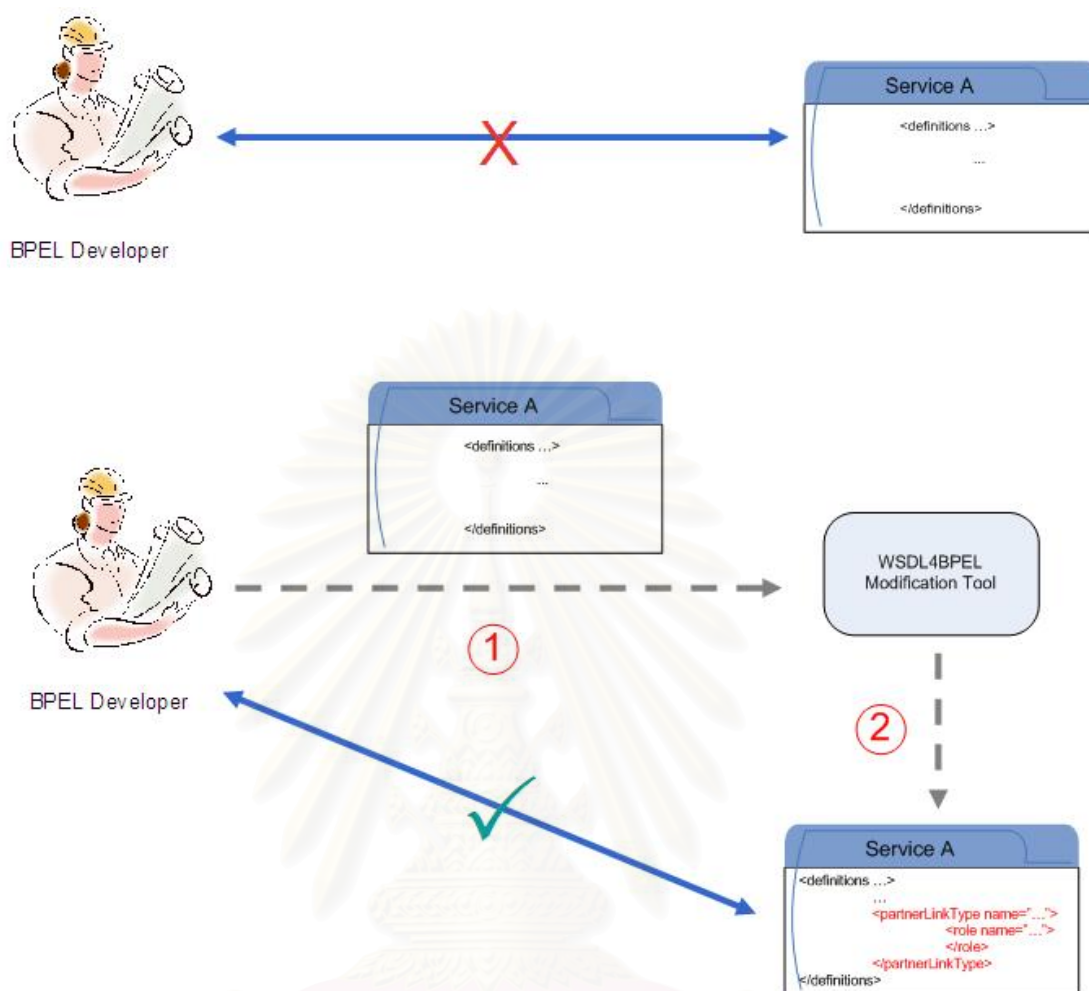 Service A
<definitions ...>
...
</definitions>
X
BPEL Developer
Service A
<definitions ...>
...
</definitions>
WSDL4BPEL
Modification Tool
1
BPEL Developer
2
Service A
<definitions ...>
...
<partnerLinkType name="...">
<role name="...">
</role>
</partnerLinkType>
</definitions>